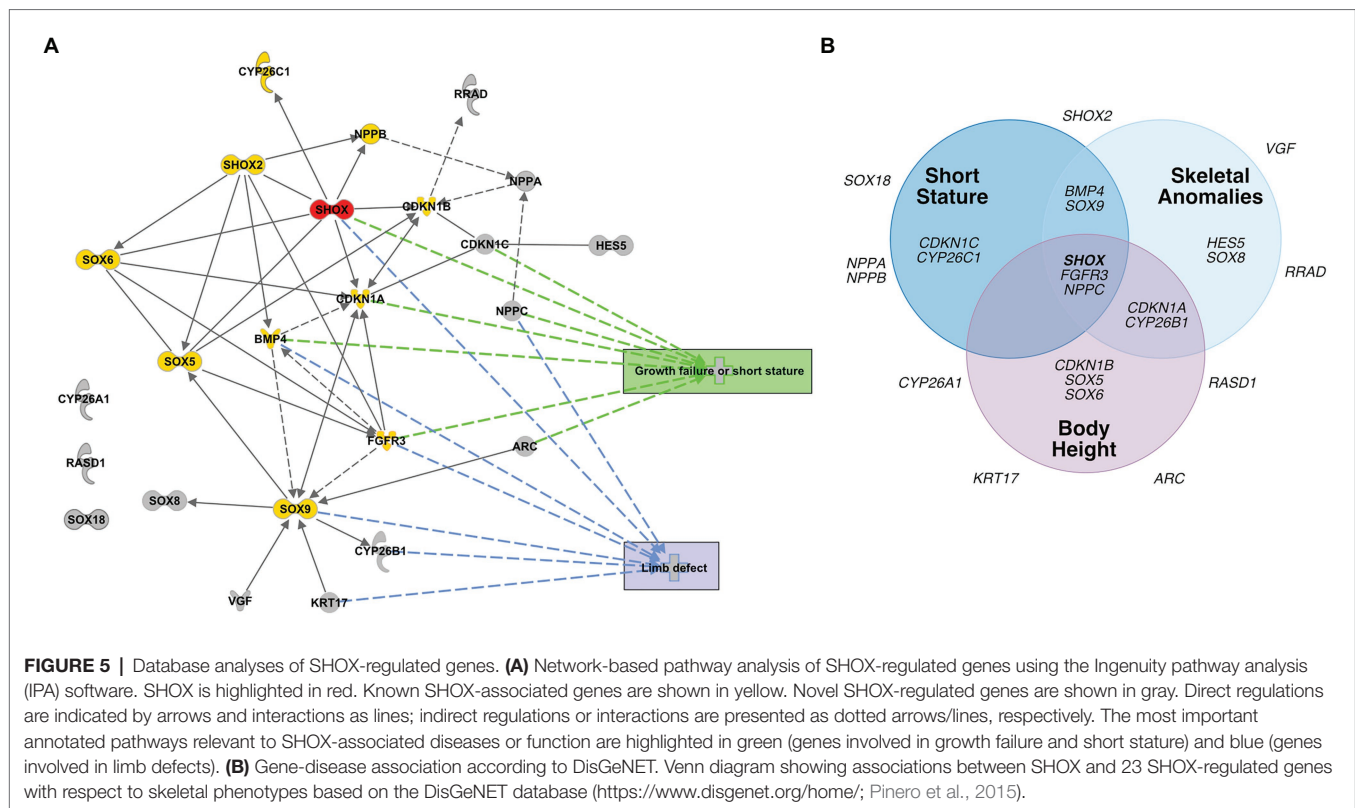 A
CYP26C1
RRAD
NPPB
SHOX2
NPPA
SHOX
CDKN1B
CDKN1C
HES5
SOX6
CDKN1A
NPPC
BMP4
SOX5
Growth failure or short stature
CYP26A1
FGFR3
ARC
RASD1
SOX8
SOX9
SOX18
CYP26B1
Limb defect
VGF
KRT17
B
SHOX2
VGF
SOX18
Short
Stature
BMP4
SOX9
Skeletal
Anomalies
CDKN1C
CYP26C1
HES5
SOX8
NPPA
NPPB
SHOX
FGFR3
NPPC
RRAD
CDKN1A
CYP26B1
CYP26A1
CDKN1B
SOX5
SOX6
RASD1
Body
Height
KRT17
ARC
FIGURE 5 | Database analyses of SHOX-regulated genes. (A) Network-based pathway analysis of SHOX-regulated genes using the Ingenuity pathway analysis
(IPA) software. SHOX is highlighted in red. Known SHOX-associated genes are shown in yellow. Novel SHOX-regulated genes are shown in gray. Direct regulations
are indicated by arrows and interactions as lines; indirect regulations or interactions are presented as dotted arrows/lines, respectively. The most important
annotated pathways relevant to SHOX-associated diseases or function are highlighted in green (genes involved in growth failure and short stature) and blue (genes
involved in limb defects). (B) Gene-disease association according to DisGeNET. Venn diagram showing associations between SHOX and 23 SHOX-regulated genes
with respect to skeletal phenotypes based on the DisGeNET database (https://www.disgenet.org/home/; Pinero et al., 2015).